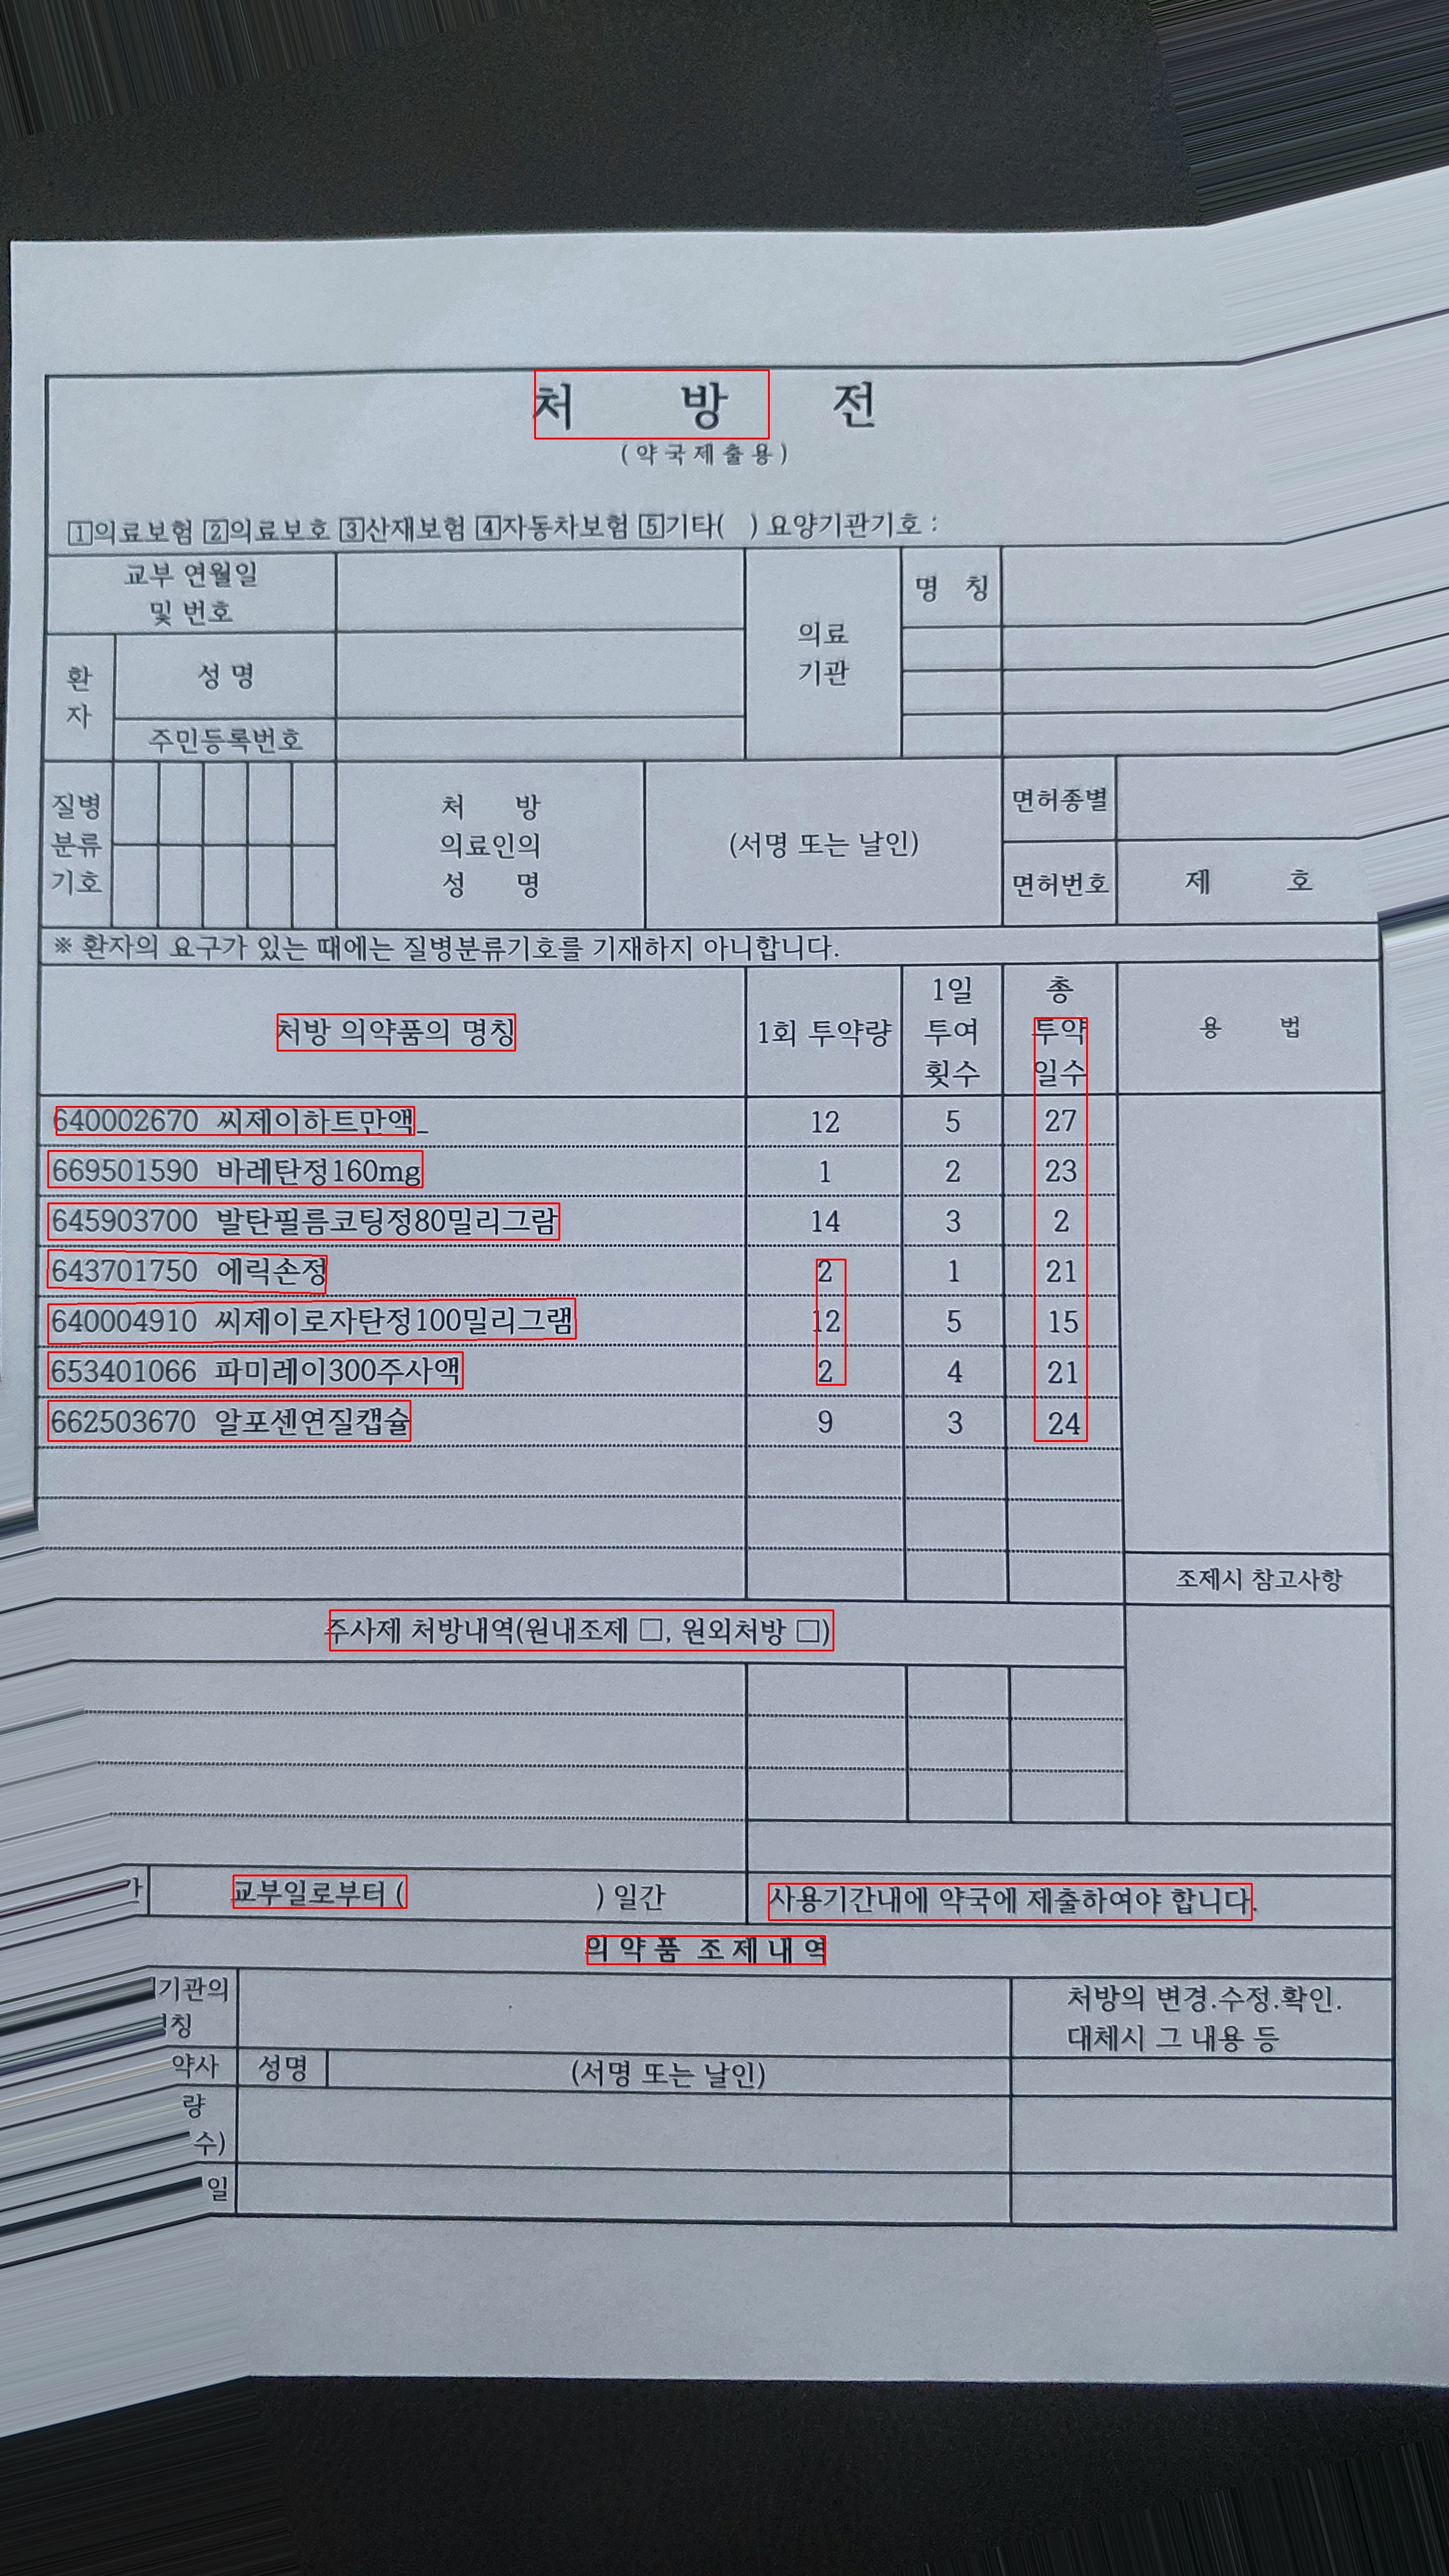 처 방 전
(약국제출용)
1의료보험 2의료보호 3산재보험 4자동차보험 5기타( ) 요양기관기호 :
교부 연월일
및 번호
의료
기관
명 칭
환
자
성 명
주민등록번호
질병
분류
기호
처 방
의료인의
성 명
(서명 또는 날인)
면허종별
면허번호
제 호
※ 환자의 요구가 있는 때에는 질병분류기호를 기재하지 아니합니다.
처방 의약품의 명칭
1회 투약량
1일
투여
횟수
총
투약
일수
용 법
640002670 씨제이하트만액_ 12 5 27
669501590 바레탄정160mg 1 2 23
645903700 발탄필름코팅정80밀리그람 14 3 2
643701750 에릭손정 2 1 21
640004910 씨제이로자탄정100밀리그램 12 5 15
653401066 파미레이300주사액 2 4 21
662503670 알포센연질캡슐 9 3 24
조제시 참고사항
주사제 처방내역(원내조제 □, 원외처방 □)
교부일로부터 ( ) 일간
사용기간내에 약국에 제출하여야 합니다.
의 약 품 조 제 내 역
기관의
칭
처방의 변경.수정.확인.
대체시 그 내용 등
약사
성명
(서명 또는 날인)
량
수)
일